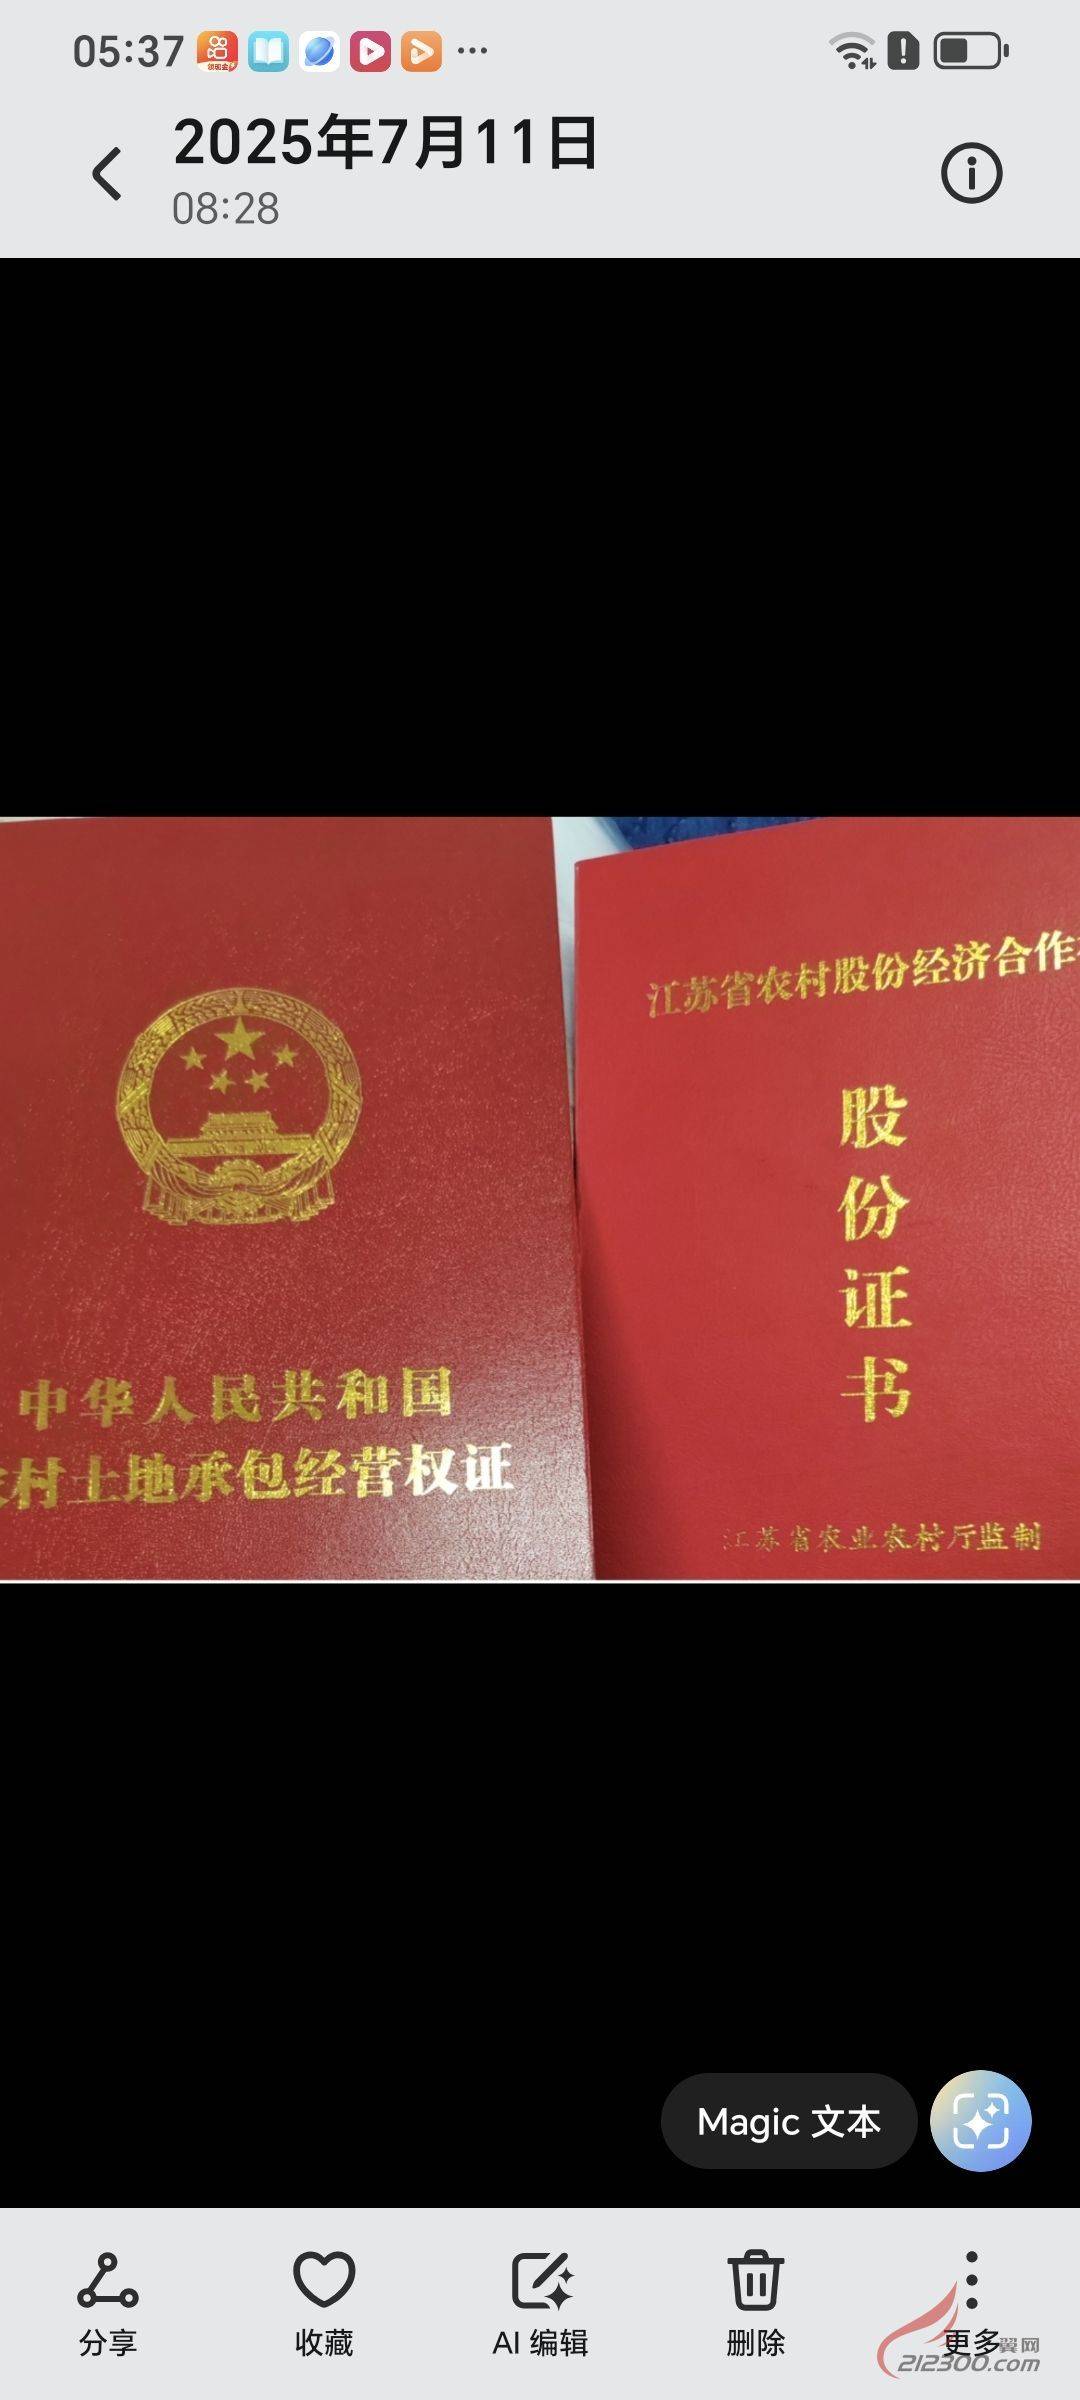 05:37
2025年7月11日
08:28
中华人民共和国
村土地承包经营权证
江苏省农村股份经济合作
股
份
证
书
江苏省农业农村厅监制
Magic 文本
分享
收藏
AI 编辑
删除
更多
翼网
212300.com